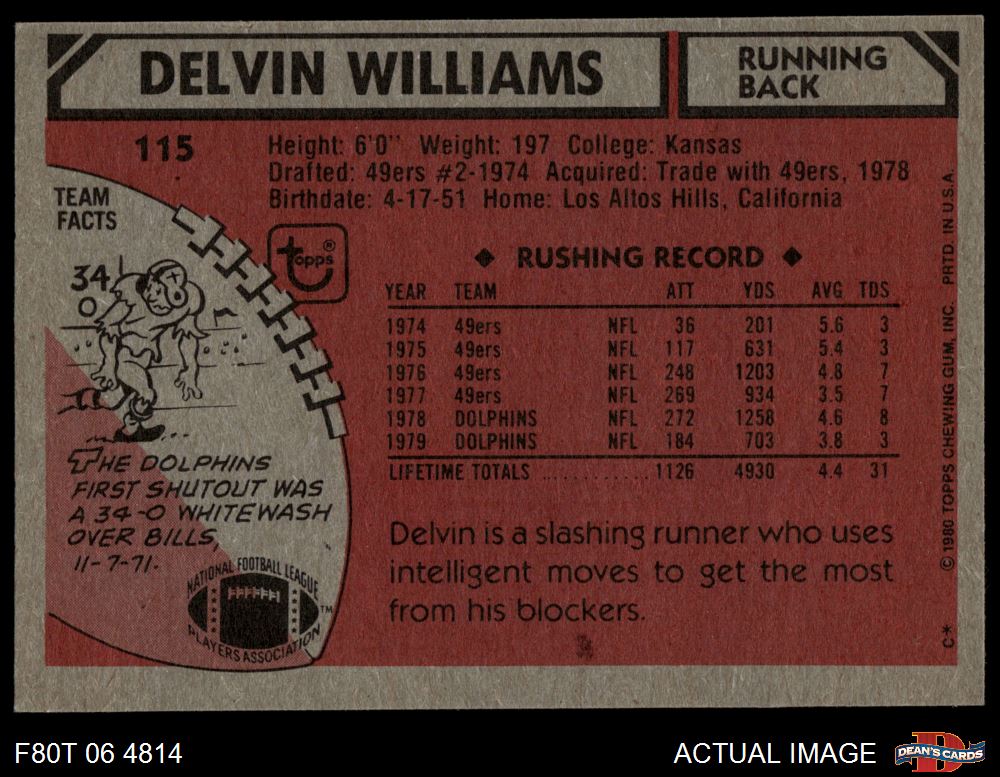 DELVIN WILLIAMS
RUNNING
BACK
115
Height: 6'0" Weight: 197 College: Kansas
Drafted: 49ers #2-1974 Acquired: Trade with 49ers, 1978
Birthdate: 4-17-51 Home: Los Altos Hills, California
TEAM
FACTS
34
0
topps®
◆ RUSHING RECORD ◆
YEAR TEAM ATT YDS AVG TDS
1974 49ers NFL 36 201 5.6 3
1975 49ers NFL 117 631 5.4 3
1976 49ers NFL 248 1203 4.8 7
1977 49ers NFL 269 934 3.5 7
1978 DOLPHINS NFL 272 1258 4.6 8
1979 DOLPHINS NFL 184 703 3.8 3
LIFETIME TOTALS ........... 1126 4930 4.4 31
THE DOLPHINS
FIRST SHUTOUT WAS
A 34-0 WHITEWASH
OVER BILLS,
11-7-71.
NATIONAL FOOTBALL LEAGUE
PLAYERS ASSOCIATION
TM
Delvin is a slashing runner who uses
intelligent moves to get the most
from his blockers.
C* © 1980 TOPPS CHEWING GUM, INC. PRTD. IN U.S.A.
F80T 06 4814
ACTUAL IMAGE
D
DEAN'S CARDS